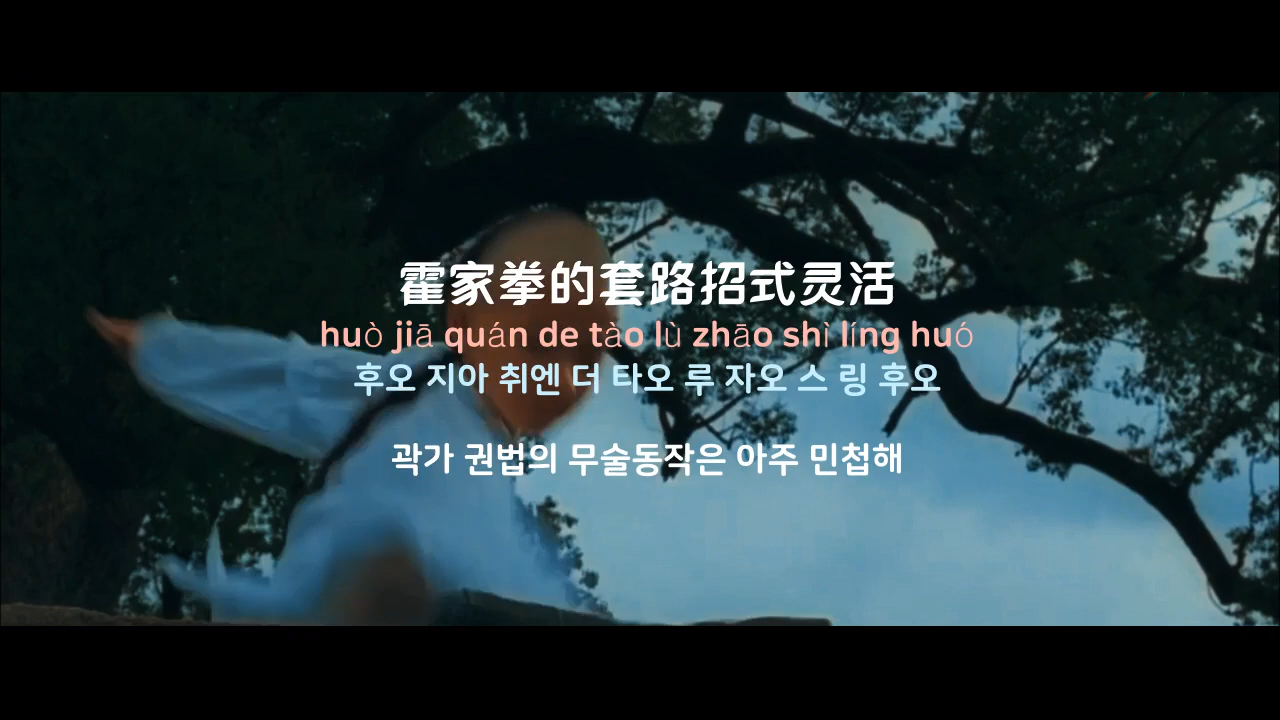 霍家拳的套路招式灵活
huò jiā quán de tào lù zhāo shì líng huó
후오 지아 취엔 더 타오 루 자오 스 링 후오
곽가 권법의 무술동작은 아주 민첩해